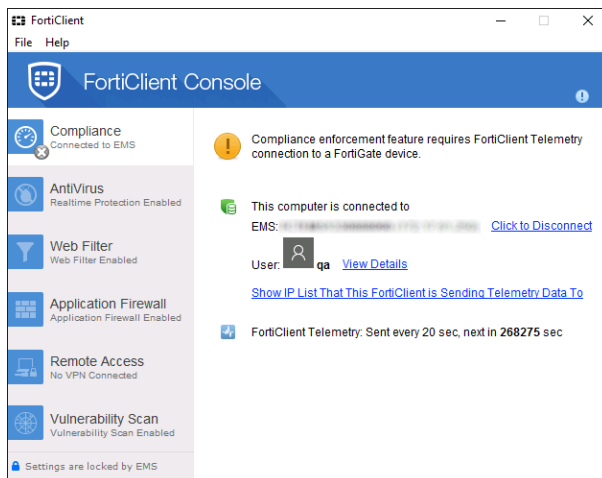 FortiClient
File Help
FortiClient Console
Compliance
Connected to EMS
AntiVirus
Realtime Protection Enabled
Web Filter
Web Filter Enabled
Application Firewall
Application Firewall Enabled
Remote Access
No VPN Connected
Vulnerability Scan
Vulnerability Scan Enabled
Settings are locked by EMS
Compliance enforcement feature requires FortiClient Telemetry
connection to a FortiGate device.
This computer is connected to
EMS: Click to Disconnect
User: qa View Details
Show IP List That This FortiClient is Sending Telemetry Data To
FortiClient Telemetry: Sent every 20 sec, next in 268275 sec